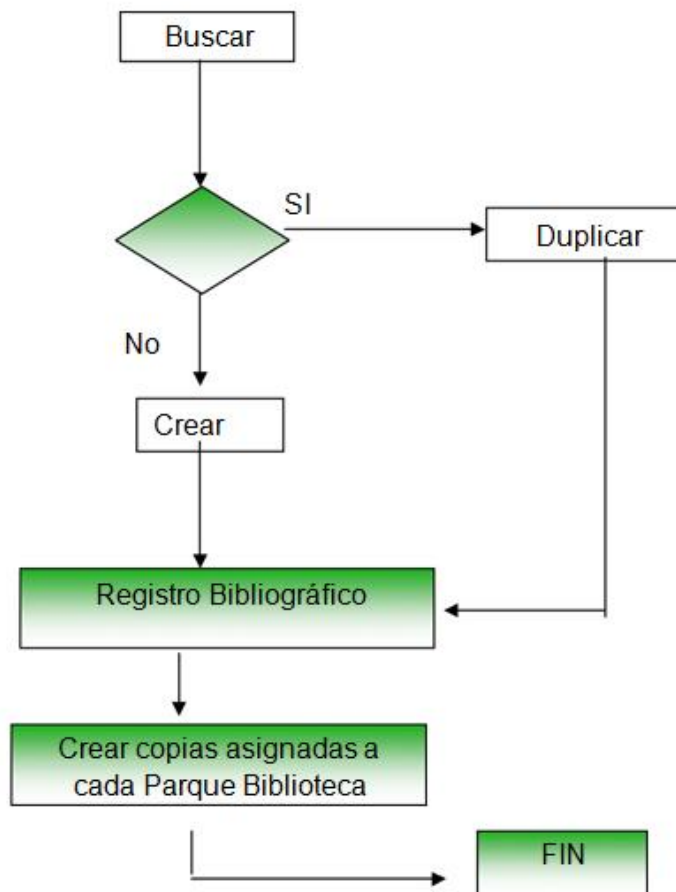 Buscar
SI
Duplicar
No
Crear
Registro Bibliográfico
Crear copias asignadas a
cada Parque Biblioteca
FIN